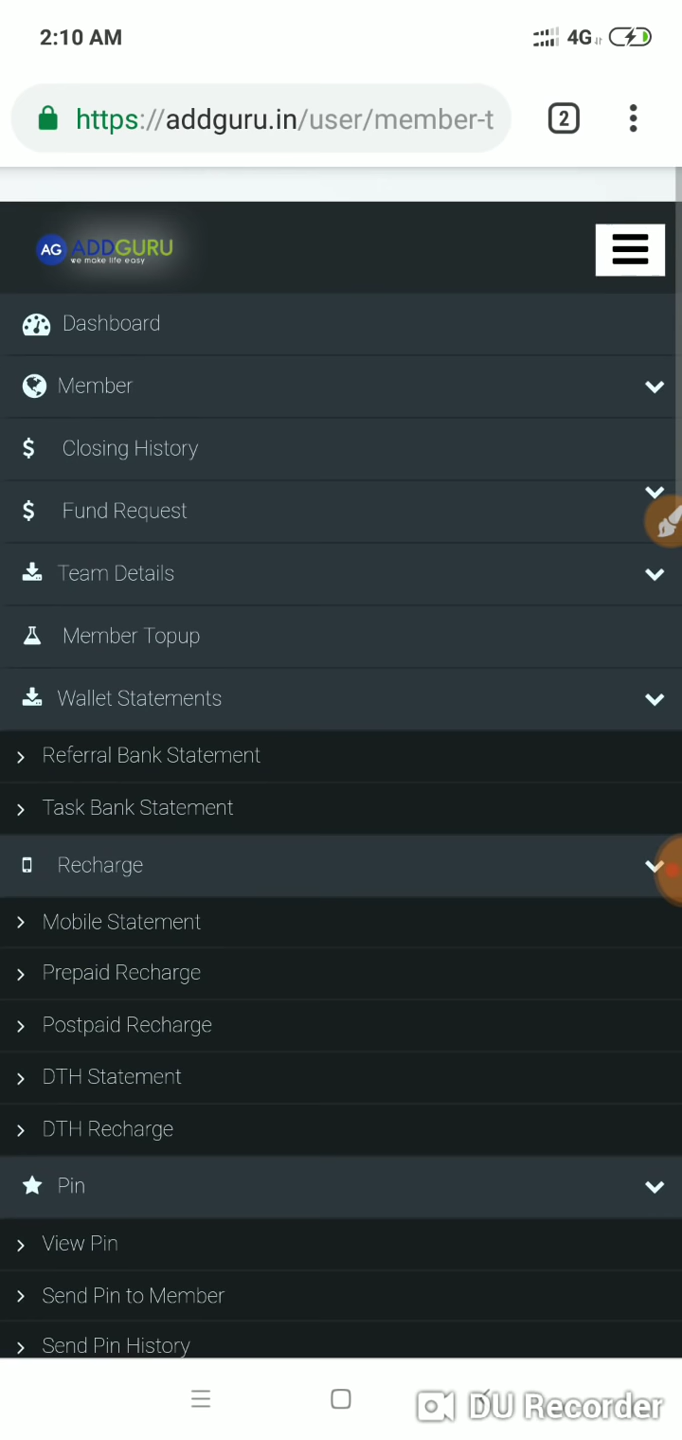 2:10 AM 4G
https://addguru.in/user/member-t 2
AG ADDGURU
we make life easy
Dashboard
Member
Closing History
Fund Request
Team Details
Member Topup
Wallet Statements
Referral Bank Statement
Task Bank Statement
Recharge
Mobile Statement
Prepaid Recharge
Postpaid Recharge
DTH Statement
DTH Recharge
Pin
View Pin
Send Pin to Member
Send Pin History
DU Recorder